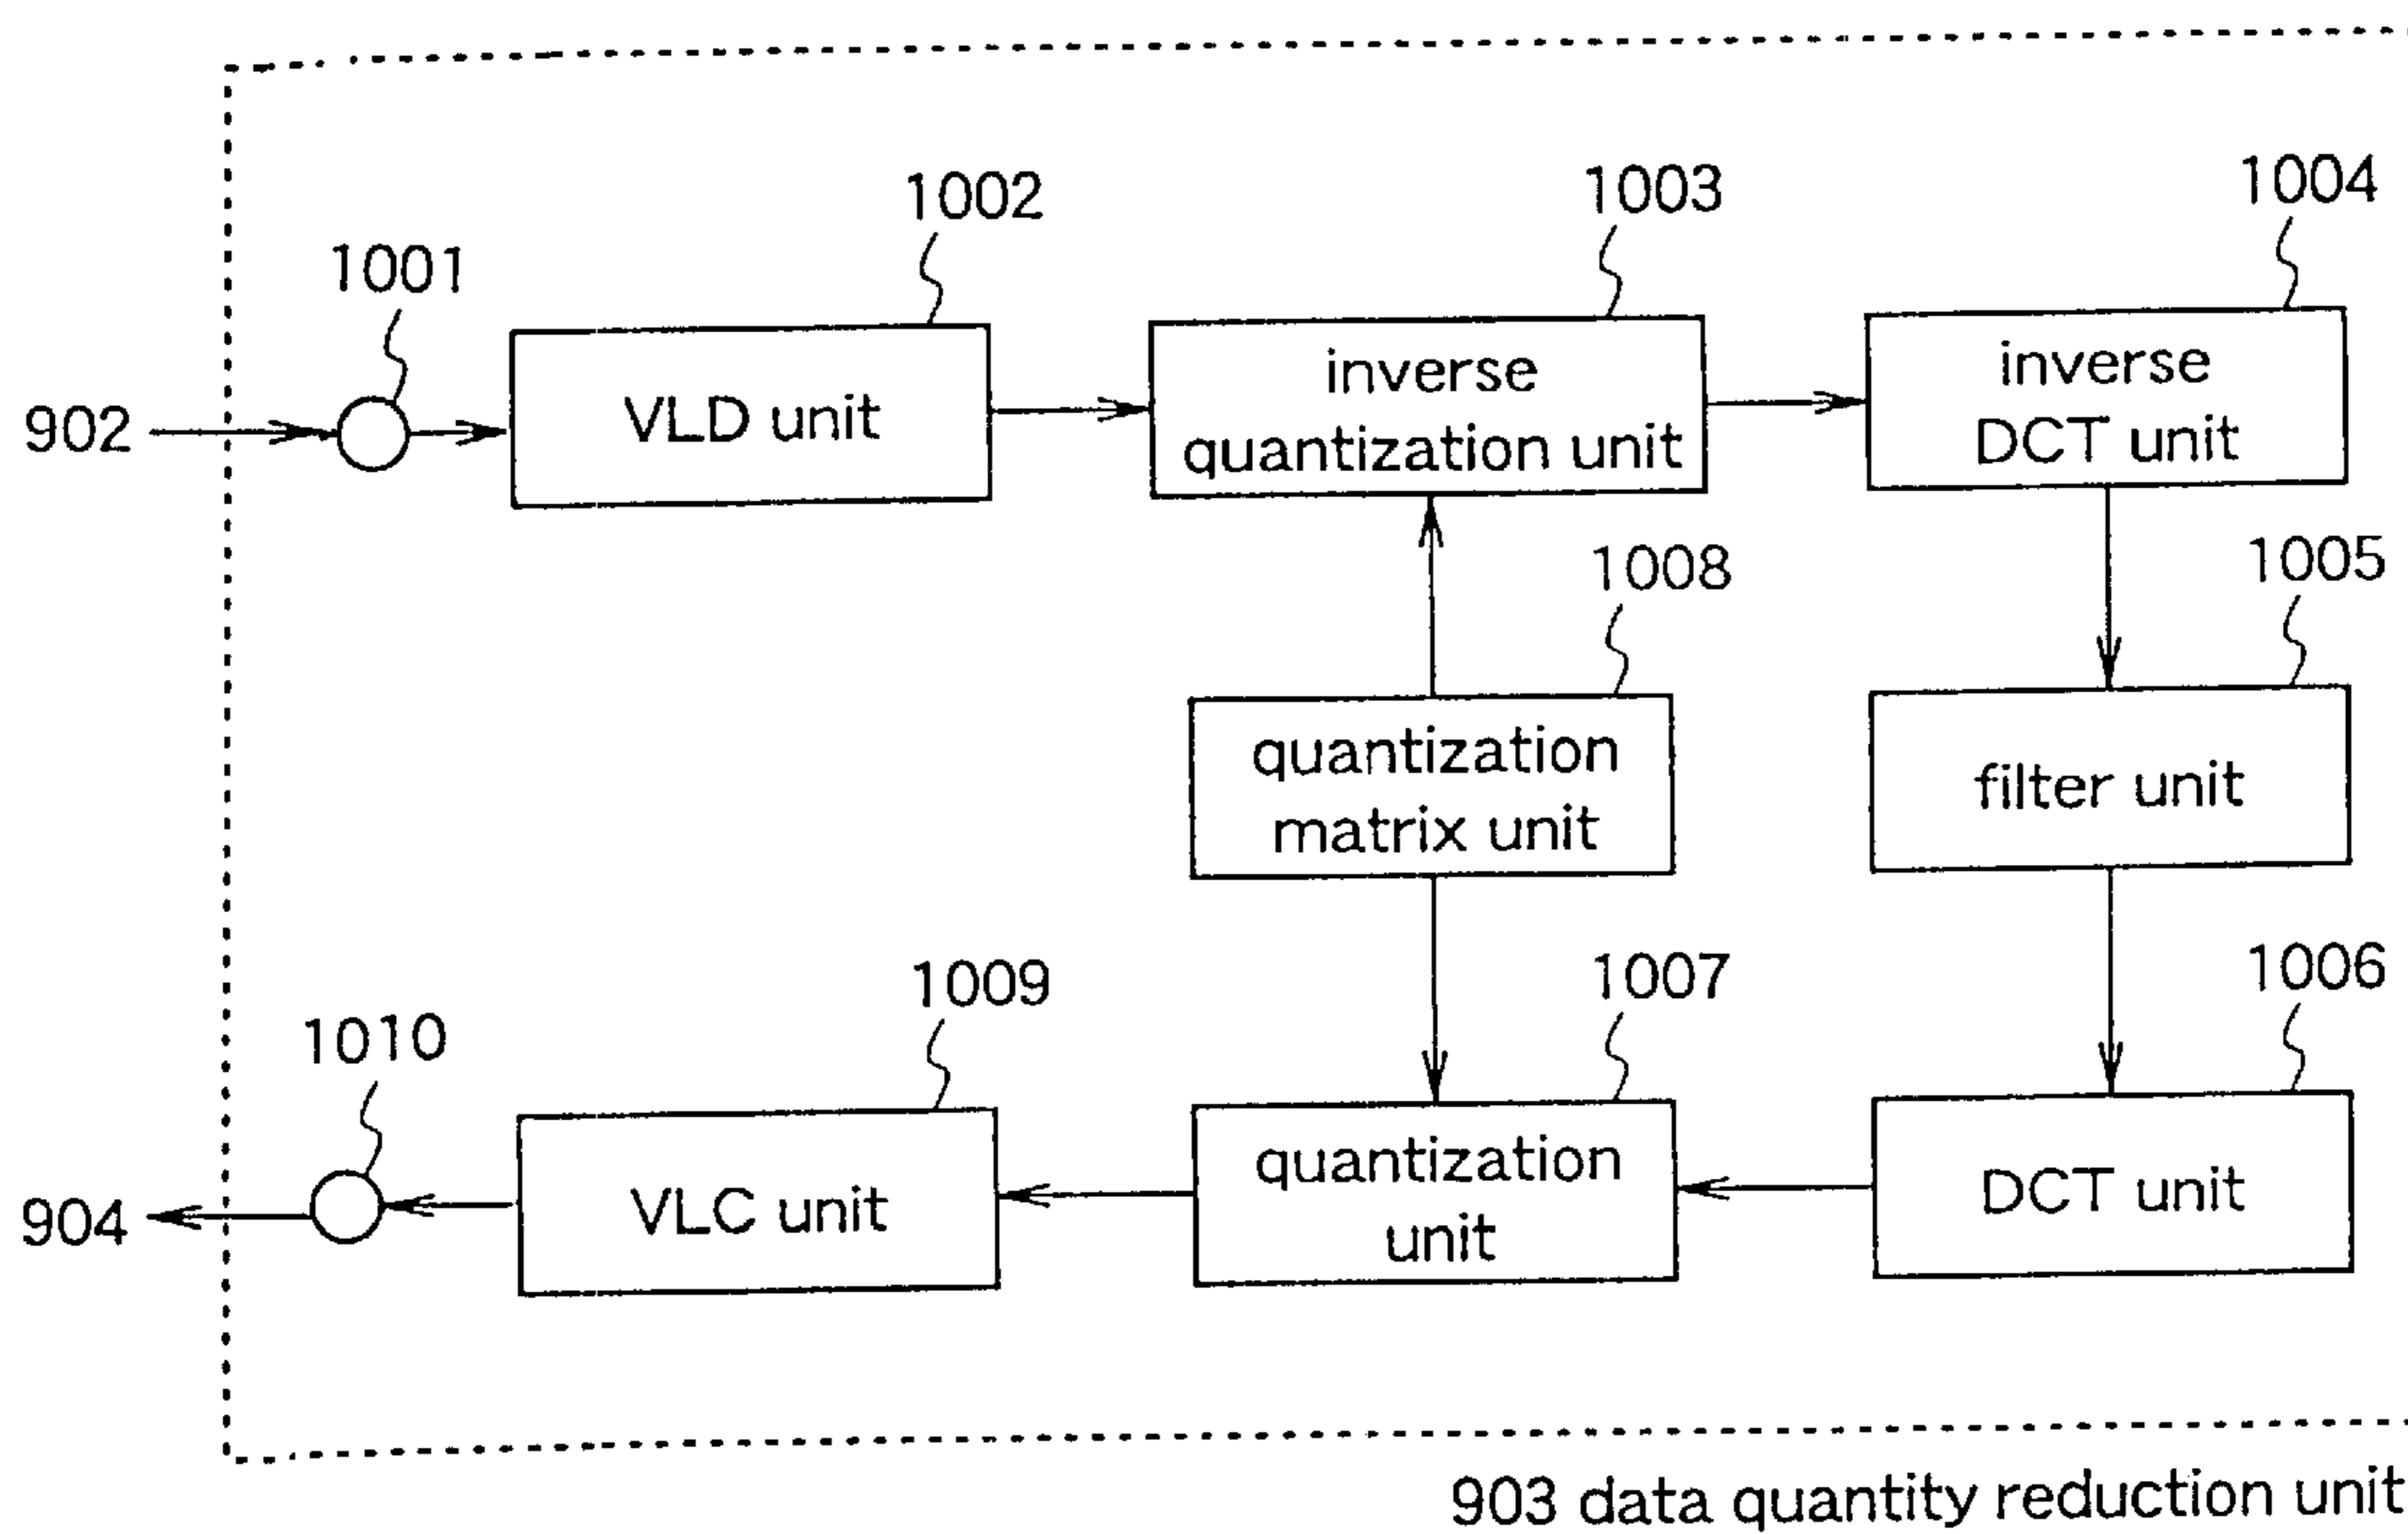 1002
1003
1004
1001
902
VLD unit
inverse
quantization unit
inverse
DCT unit
1008
1005
quantization
matrix unit
filter unit
1010
1009
1007
1006
904
VLC unit
quantization
unit
DCT unit
903 data quantity reduction unit